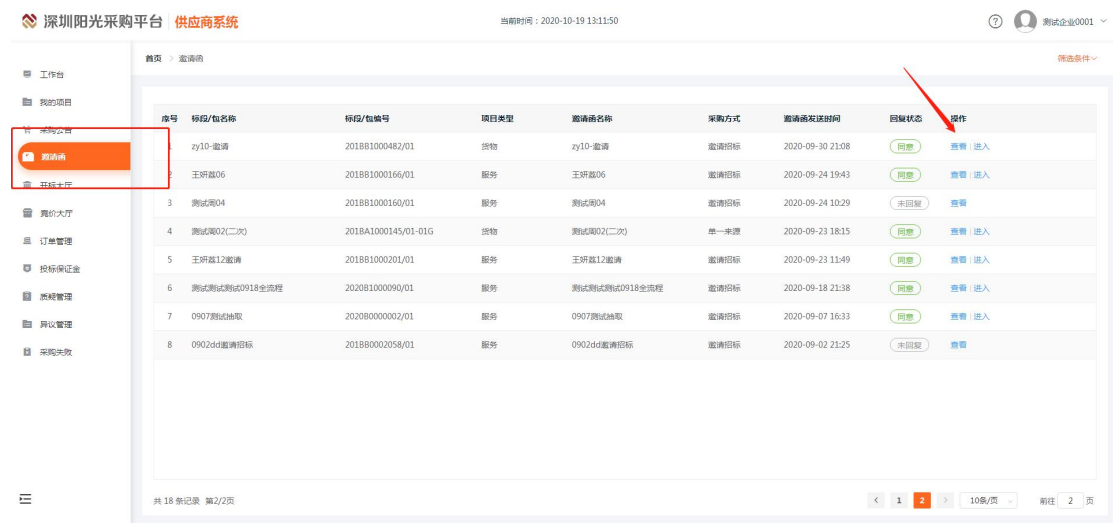 深圳阳光采购平台 供应商系统 当前时间：2020-10-19 13:11:50 ? 测试企业0001
首页 > 邀请函 筛选条件
工作台
我的项目
采购公告
邀请函
开标大厅
竞价大厅
订单管理
投标保证金
质疑管理
异议管理
采购失败
序号 标段/包名称 标段/包编号 项目类型 邀请函名称 采购方式 邀请函发送时间 回复状态 操作
1 zy10-邀请 201BB1000482/01 货物 zy10-邀请 邀请招标 2020-09-30 21:08 同意 查看 | 进入
2 王妍荔06 201BB1000166/01 服务 王妍荔06 邀请招标 2020-09-24 19:43 同意 查看 | 进入
3 测试周04 201BB1000160/01 服务 测试周04 邀请招标 2020-09-24 10:29 未回复 查看
4 测试周02(二次) 201BA1000145/01-01G 货物 测试周02(二次) 单一来源 2020-09-23 18:15 同意 查看 | 进入
5 王妍荔12邀请 201BB1000201/01 服务 王妍荔12邀请 邀请招标 2020-09-23 11:49 同意 查看 | 进入
6 测试测试测试0918全流程 2020B1000090/01 服务 测试测试测试0918全流程 邀请招标 2020-09-18 21:38 同意 查看 | 进入
7 0907测试抽取 2020B0000002/01 服务 0907测试抽取 邀请招标 2020-09-07 16:33 同意 查看 | 进入
8 0902dd邀请招标 201BB0002058/01 服务 0902dd邀请招标 邀请招标 2020-09-02 21:25 未回复 查看
共 18 条记录 第2/2页 < 1 2 > 10条/页 前往 2 页